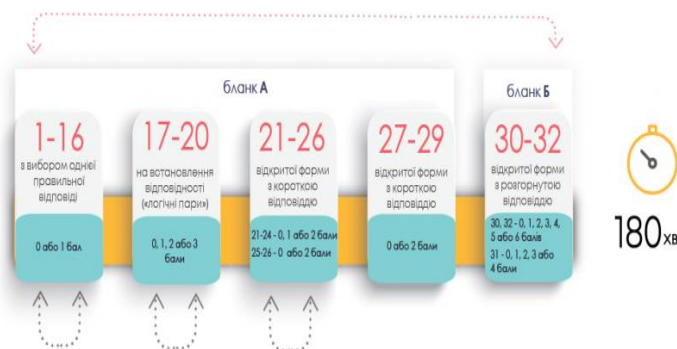 бланк А
бланк Б
1-16
з вибором однієї
правильної
відповіді
0 або 1 бал
17-20
на встановлення
відповідності
(«логічні пари»)
0, 1, 2 або 3
бали
21-26
відкритої форми
з короткою
відповіддю
21-24 - 0, 1 або 2 бали
25-26 - 0 або 2 бали
27-29
відкритої форми
з короткою
відповіддю
0 або 2 бали
30-32
відкритої форми
з розгорнутою
відповіддю
30, 32 - 0, 1, 2, 3, 4,
5 або 6 балів
31 - 0, 1, 2, 3 або
4 бали
180 хв